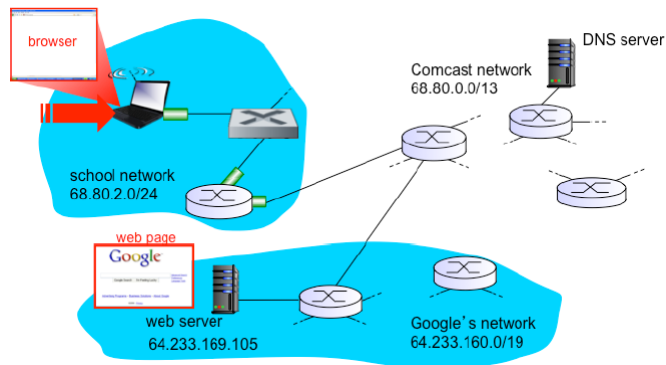 browser
DNS server
Comcast network
68.80.0.0/13
school network
68.80.2.0/24
web page
Google
web server
64.233.169.105
Google's network
64.233.160.0/19